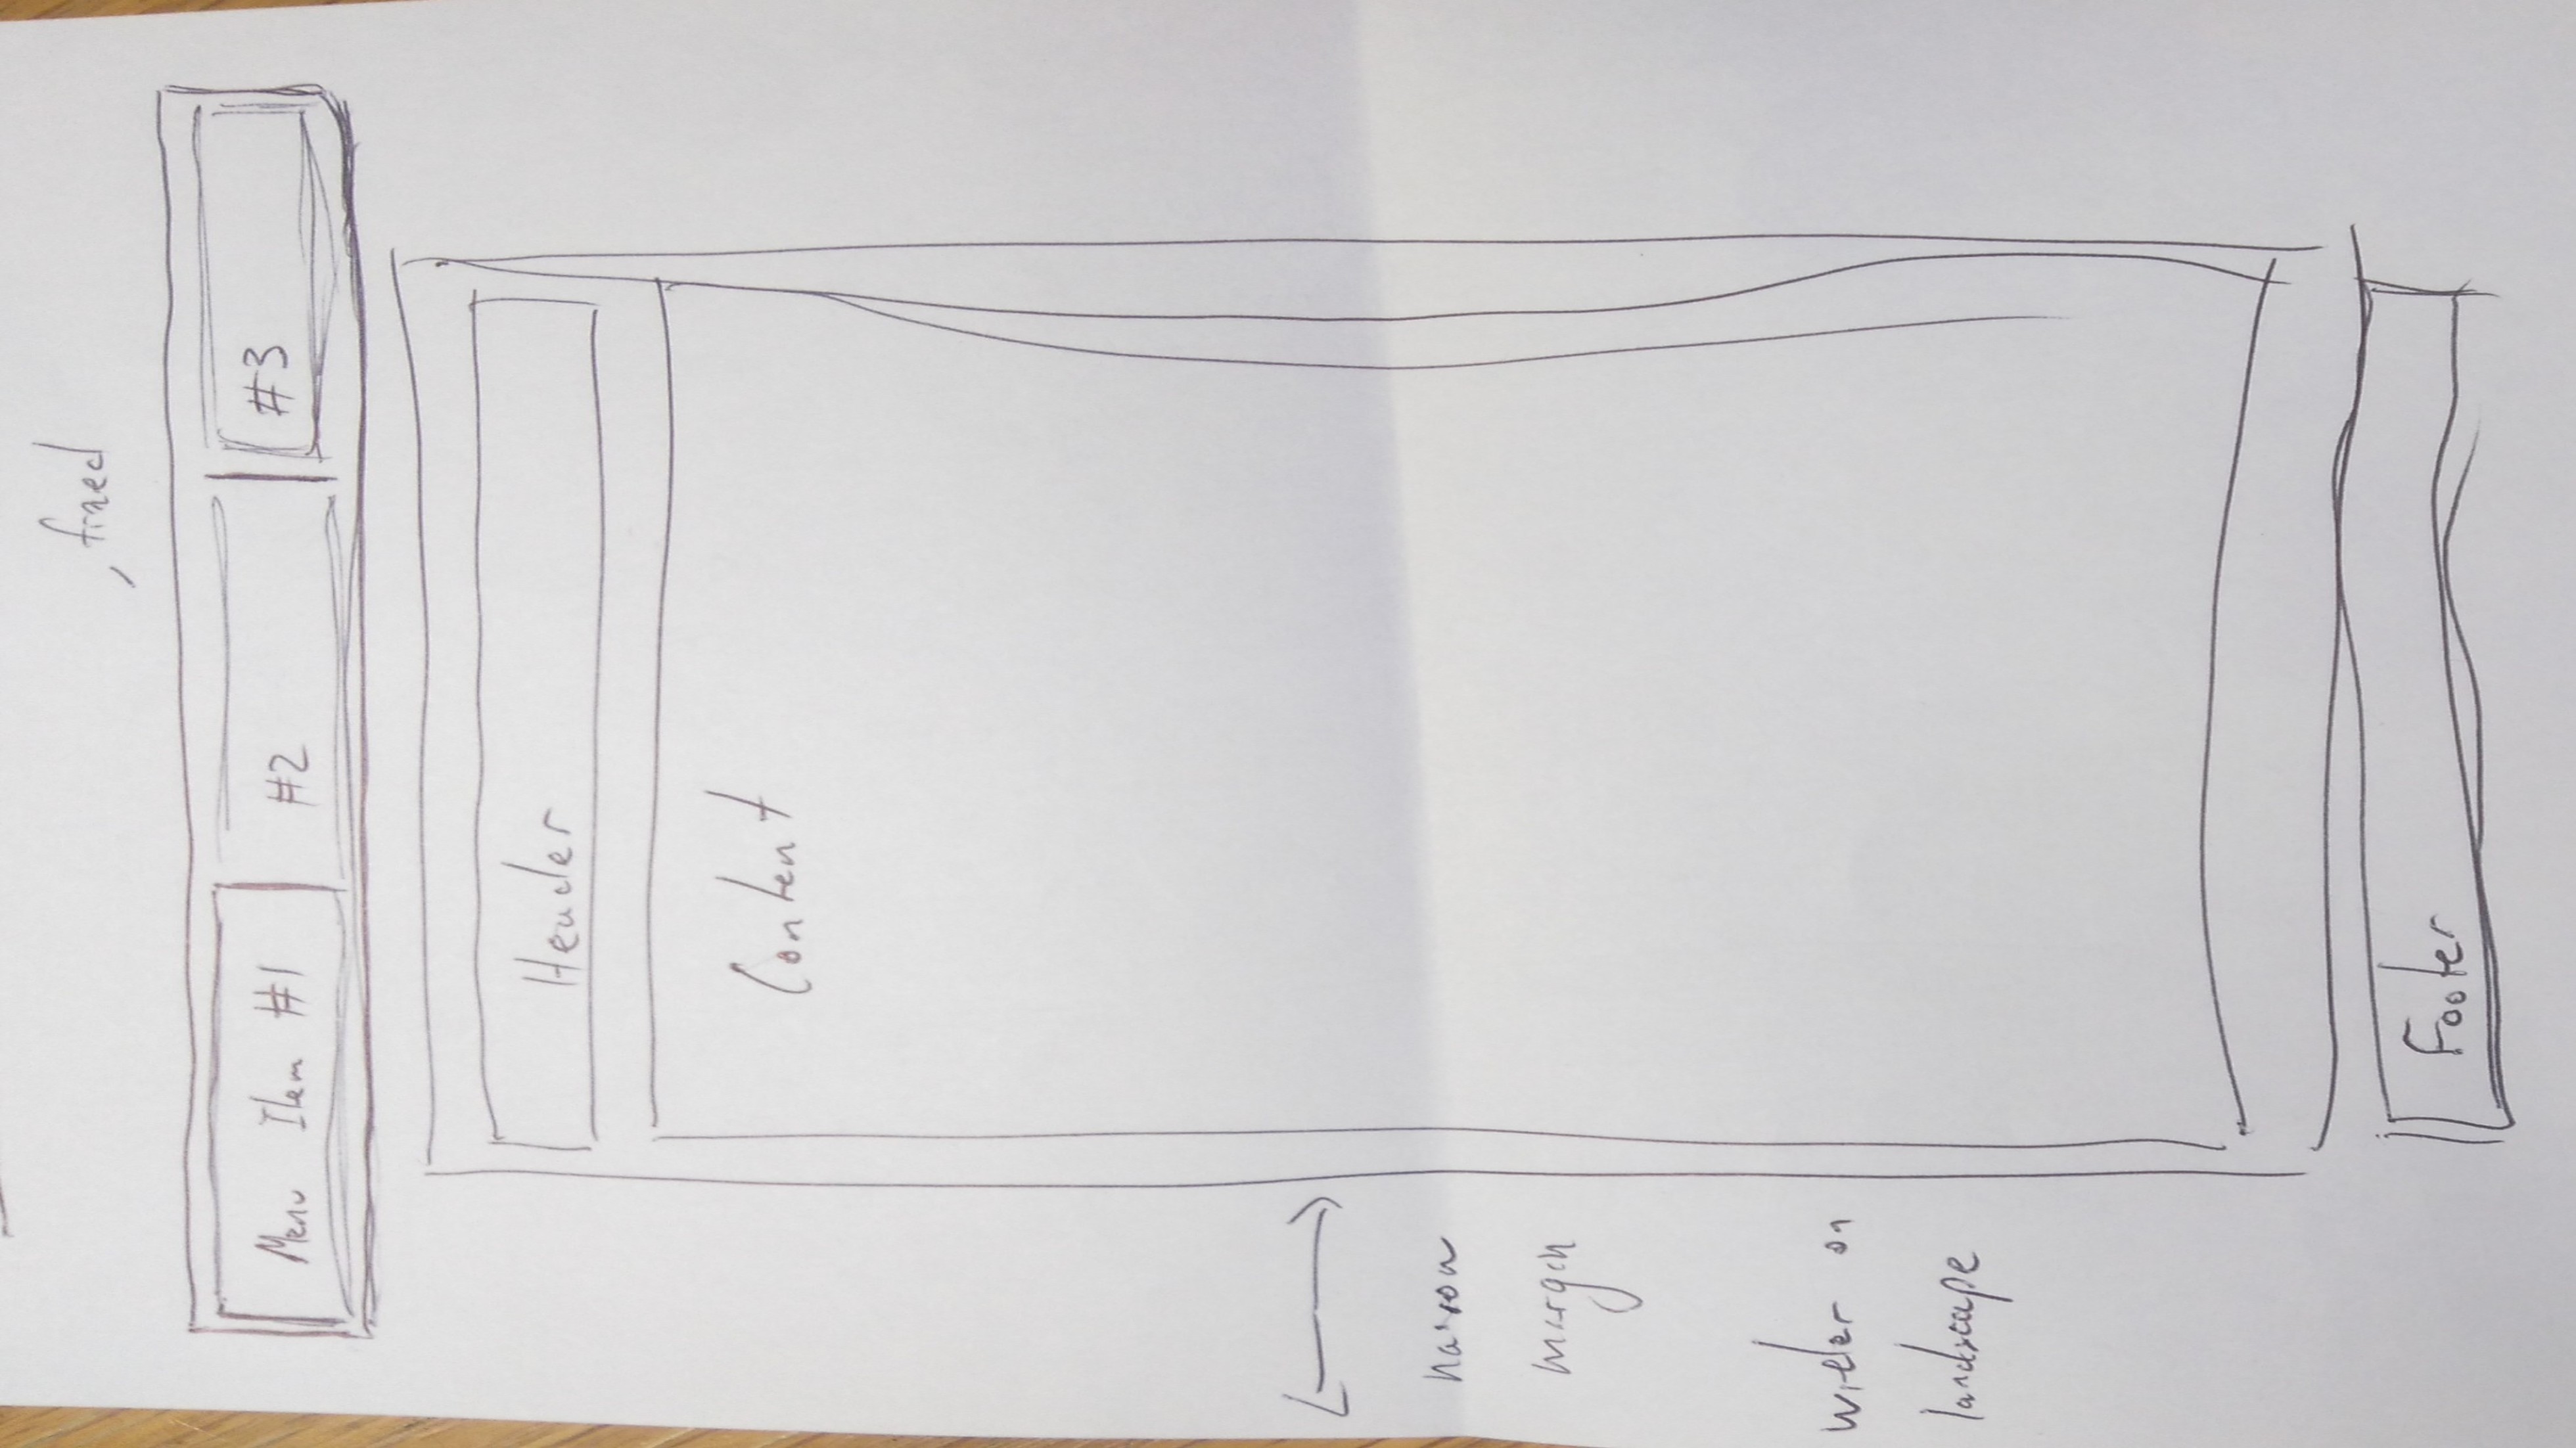 fixed
Menu Item #1 #2 #3
Header
Content
narrow
margin
wider on
landscape
Footer